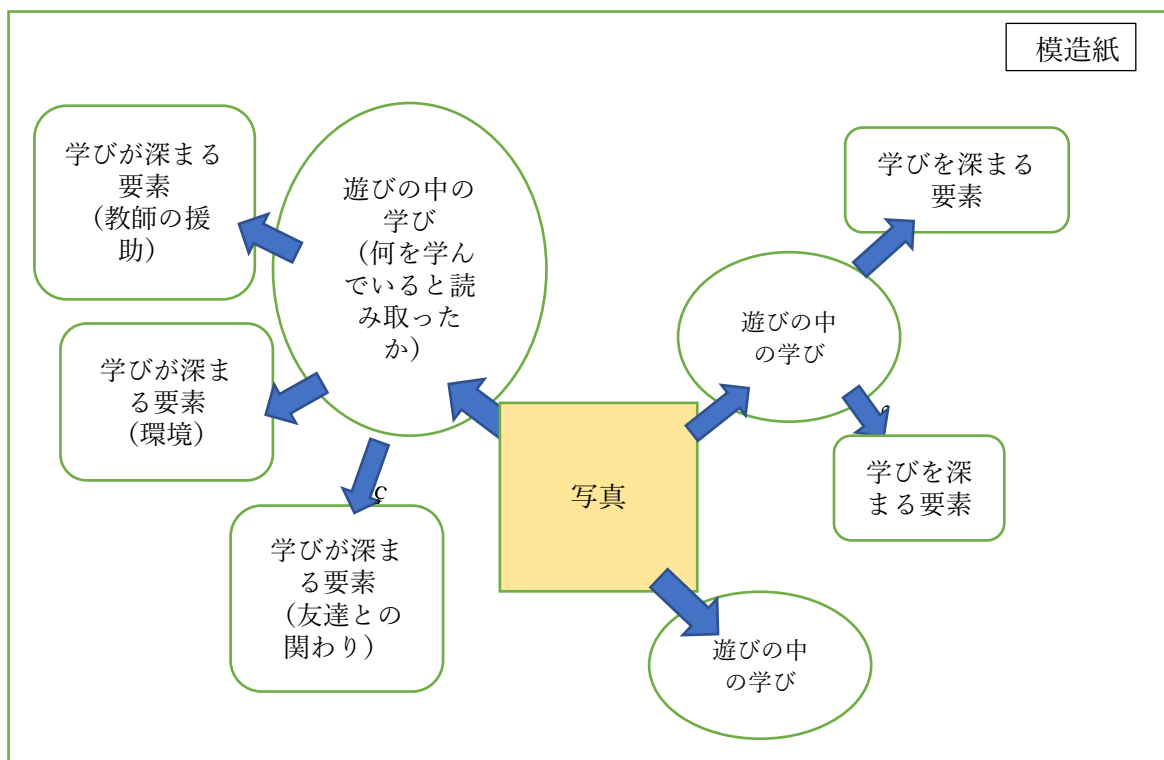 模造紙
学びが深まる
要素
（教師の援
助）
遊びの中の
学び
（何を学ん
でいると読
み取った
か）
学びを深まる
要素
遊びの中
の学び
学びが深ま
る要素
（環境）
学びを深
まる要素
写真
学びが深ま
る要素
（友達との
関わり）
遊びの中
の学び